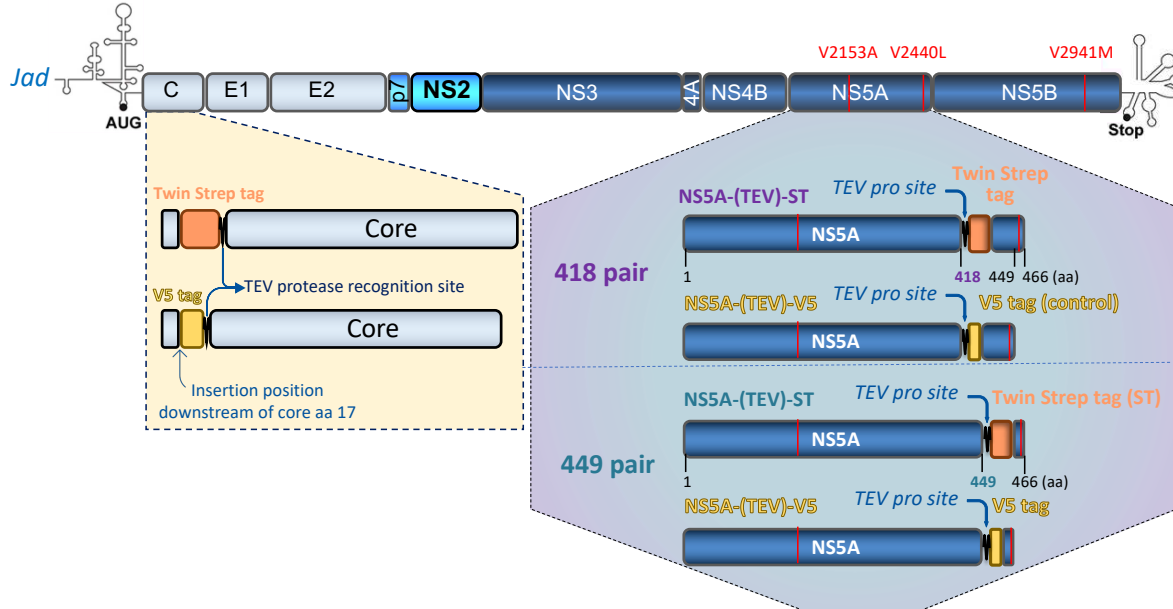 V2153A V2440L V2941M
Jad
C E1 E2 p7 NS2 NS3 4A NS4B NS5A NS5B
AUG
Stop
Twin Strep tag
Core
TEV protease recognition site
V5 tag
Core
Insertion position
downstream of core aa 17
418 pair
NS5A-(TEV)-ST
TEV pro site
Twin Strep
tag
NS5A
1 418 449 466 (aa)
NS5A-(TEV)-V5
TEV pro site
V5 tag (control)
NS5A
449 pair
NS5A-(TEV)-ST
TEV pro site
Twin Strep tag (ST)
NS5A
1 449 466 (aa)
NS5A-(TEV)-V5
TEV pro site
V5 tag
NS5A